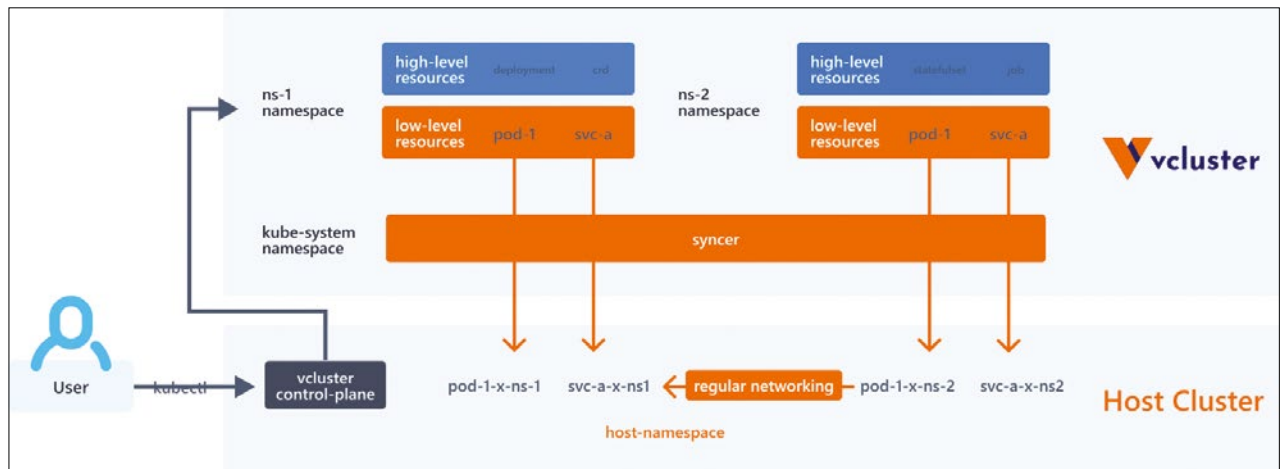 high-level
resources
deployment
crd
ns-1
namespace
low-level
resources
pod-1
svc-a
high-level
resources
statefulset
job
ns-2
namespace
low-level
resources
pod-1
svc-a
vcluster
kube-system
namespace
syncer
User
kubectl
vcluster
control-plane
pod-1-x-ns-1
svc-a-x-ns1
regular networking
pod-1-x-ns-2
svc-a-x-ns2
Host Cluster
host-namespace